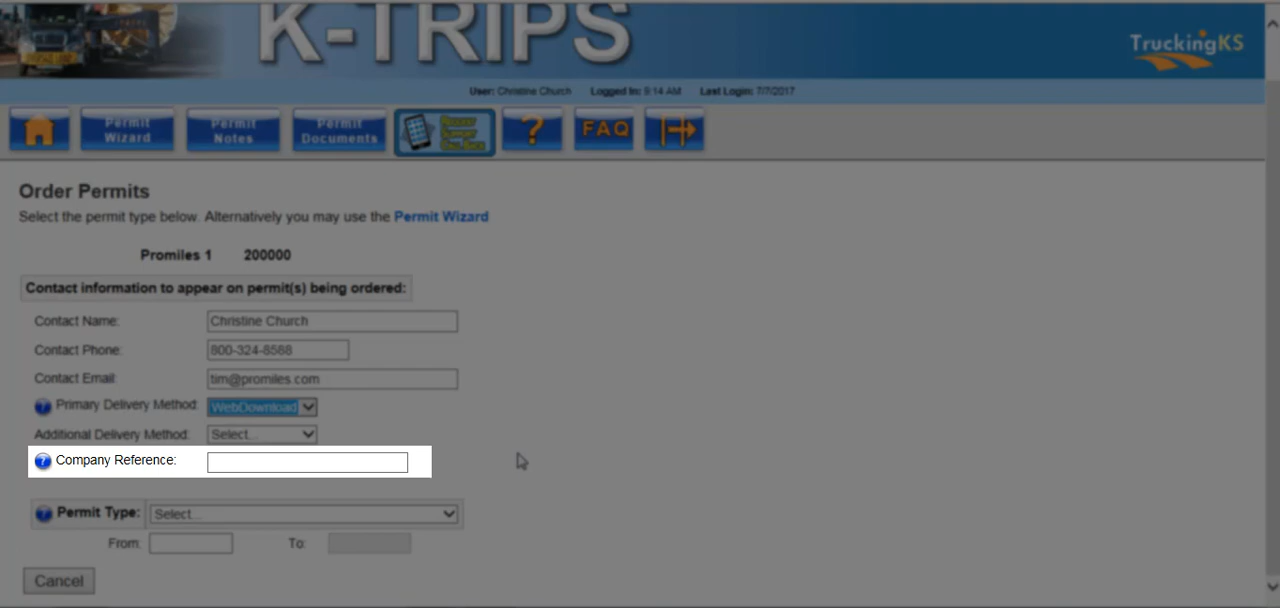 K-TRIPS
TruckingKS
User: Christine Church Logged In: 9:14 AM Last Login: 7/7/2017
Permit Wizard
Permit Notes
Permit Documents
Request Support Call Back
?
FAQ
Order Permits
Select the permit type below. Alternatively you may use the Permit Wizard
Promiles 1 200000
Contact information to appear on permit(s) being ordered:
Contact Name: Christine Church
Contact Phone: 800-324-8588
Contact Email: tim@promiles.com
? Primary Delivery Method: WebDownload
Additional Delivery Method: Select...
? Company Reference:
? Permit Type: Select...
From: To:
Cancel